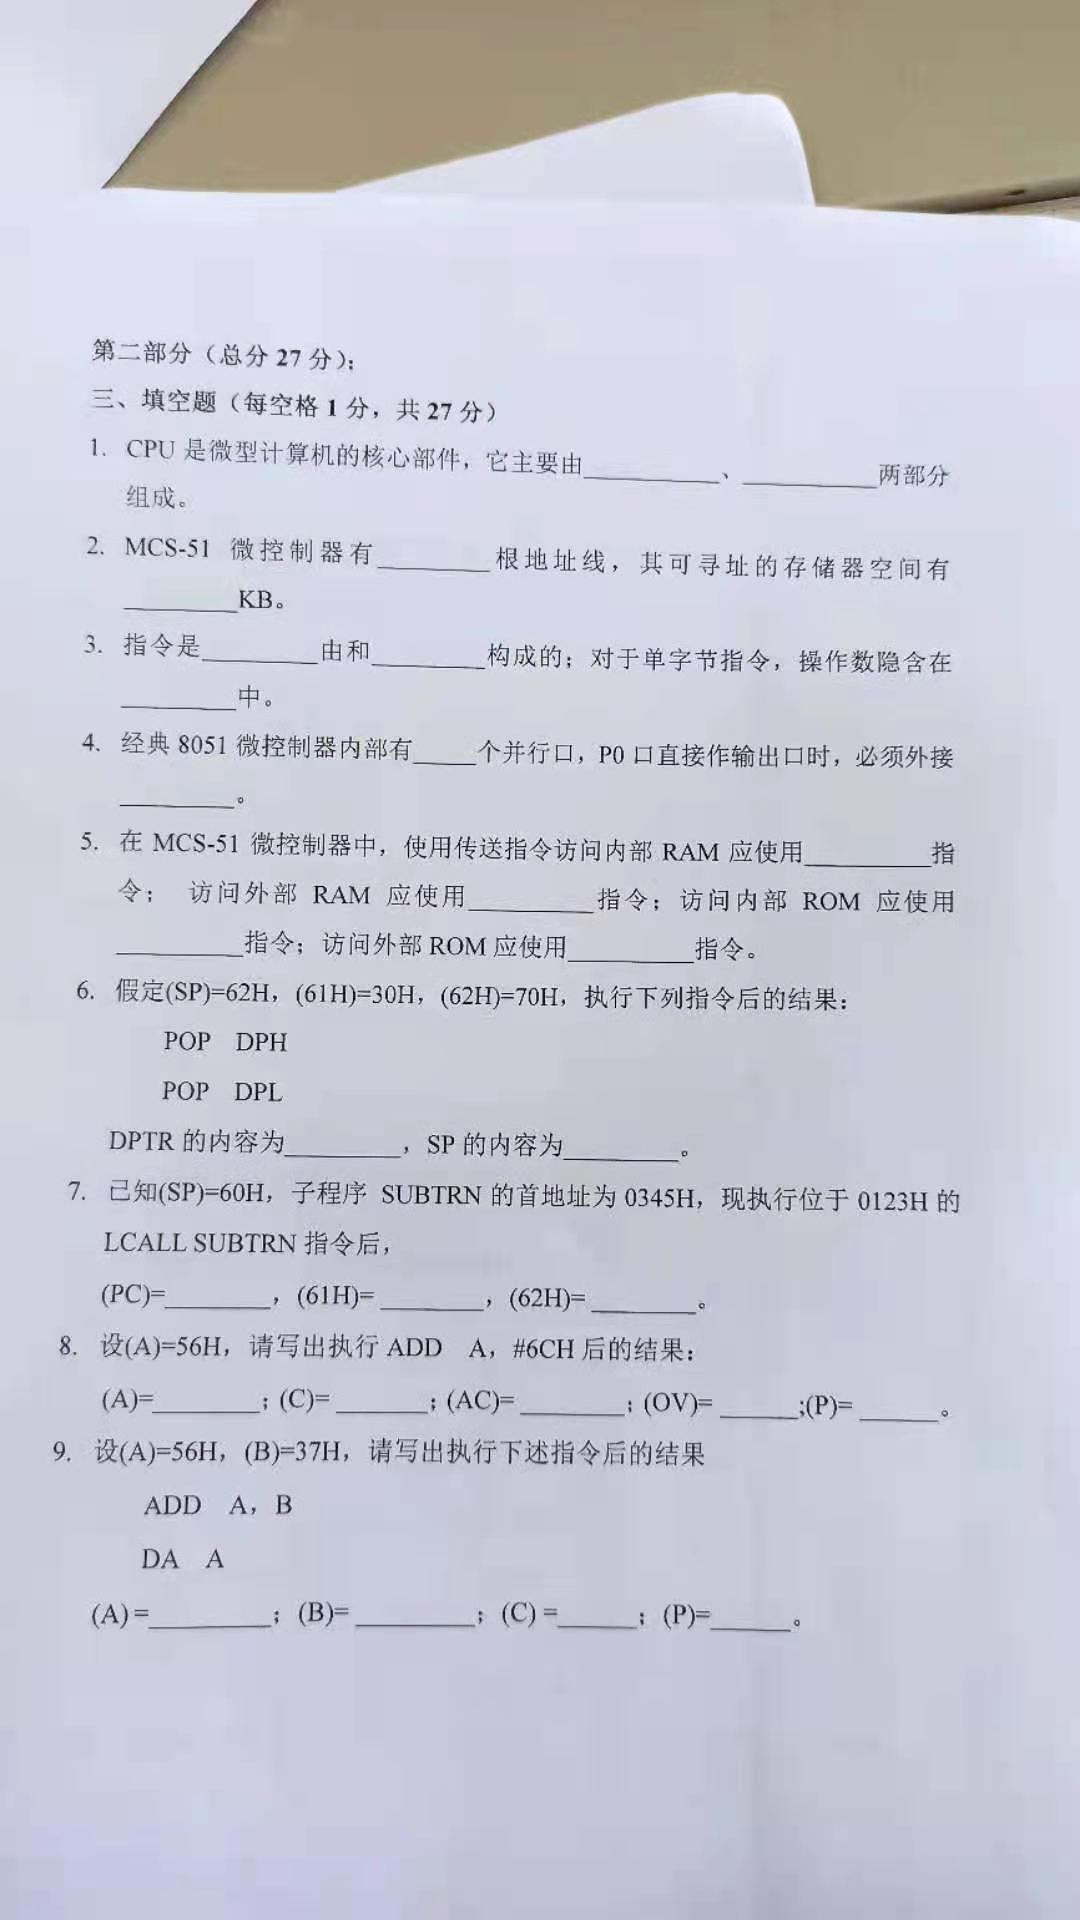 第二部分（总分 27 分）:
三、填空题（每空格 1 分，共 27 分）
1. CPU 是微型计算机的核心部件，它主要由__________、__________两部分
组成。
2. MCS-51 微控制器有________根地址线，其可寻址的存储器空间有
________KB。
3. 指令是________由和________构成的；对于单字节指令，操作数隐含在
________中。
4. 经典 8051 微控制器内部有____个并行口，P0 口直接作输出口时，必须外接
________。
5. 在 MCS-51 微控制器中，使用传送指令访问内部 RAM 应使用_________指
令； 访问外部 RAM 应使用_________指令；访问内部 ROM 应使用
_________指令；访问外部 ROM 应使用_________指令。
6. 假定(SP)=62H，(61H)=30H，(62H)=70H，执行下列指令后的结果：
POP DPH
POP DPL
DPTR 的内容为________，SP 的内容为________。
7. 已知(SP)=60H，子程序 SUBTRN 的首地址为 0345H，现执行位于 0123H 的
LCALL SUBTRN 指令后，
(PC)=________，(61H)=________，(62H)=________。
8. 设(A)=56H，请写出执行 ADD A，#6CH 后的结果：
(A)=________；(C)=_______；(AC)=________；(OV)=______;(P)=______。
9. 设(A)=56H，(B)=37H，请写出执行下述指令后的结果
ADD A，B
DA A
(A) =_________；(B)=_________；(C) =______；(P)=______。